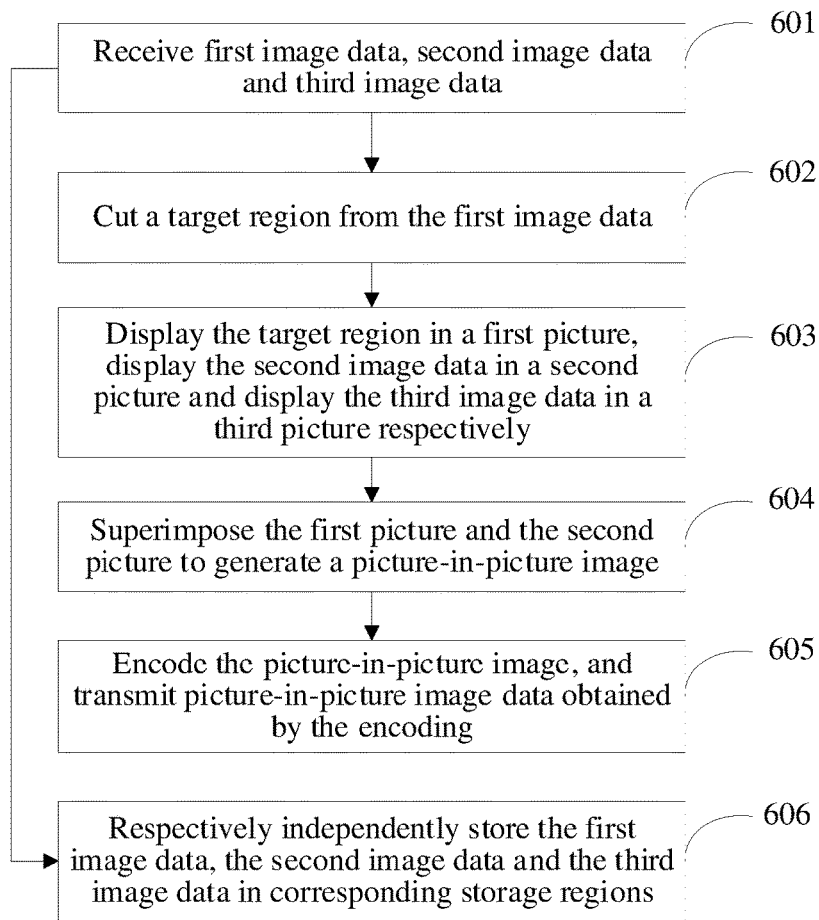 601
Receive first image data, second image data
and third image data
602
Cut a target region from the first image data
603
Display the target region in a first picture,
display the second image data in a second
picture and display the third image data in a
third picture respectively
604
Superimpose the first picture and the second
picture to generate a picture-in-picture image
605
Encode the picture-in-picture image, and
transmit picture-in-picture image data obtained
by the encoding
606
Respectively independently store the first
image data, the second image data and the third
image data in corresponding storage regions